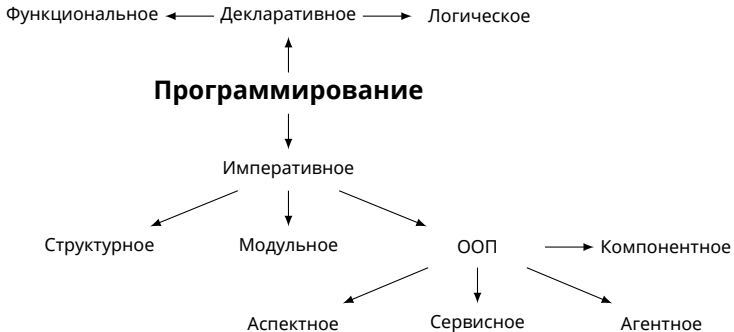 Функциональное Декларативное Логическое
Программирование
Императивное
Структурное Модульное ООП Компонентное
Аспектное Сервисное Агентное